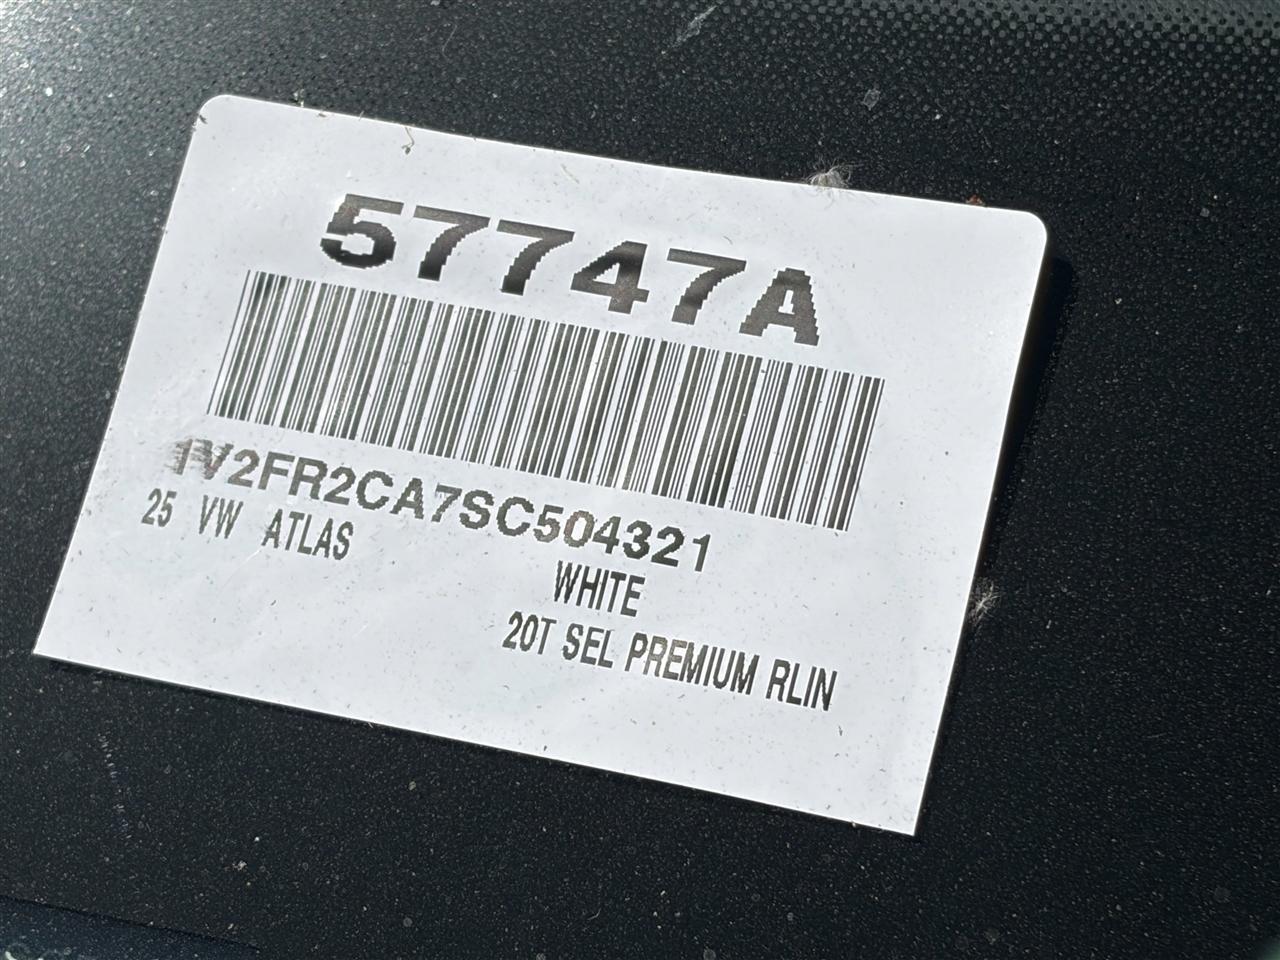 57747A
1V2FR2CA7SC504321
25 VW ATLAS
WHITE
20T SEL PREMIUM RLIN